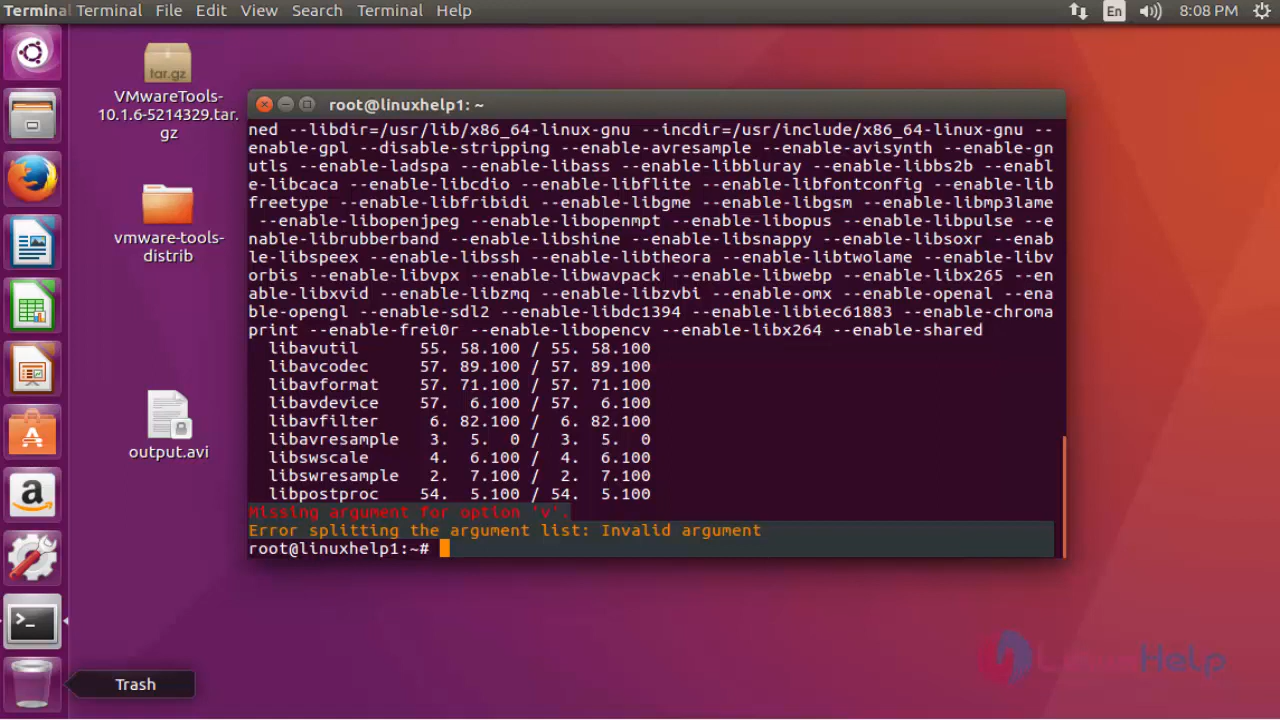 Terminal Terminal File Edit View Search Terminal Help
En
8:08 PM
tar.gz
VMwareTools-
10.1.6-5214329.tar.
gz
vmware-tools-
distrib
output.avi
root@linuxhelp1: ~
ned --libdir=/usr/lib/x86_64-linux-gnu --incdir=/usr/include/x86_64-linux-gnu --
enable-gpl --disable-stripping --enable-avresample --enable-avisynth --enable-gn
utls --enable-ladspa --enable-libass --enable-libbluray --enable-libbs2b --enabl
e-libcaca --enable-libcdio --enable-libflite --enable-libfontconfig --enable-lib
freetype --enable-libfribidi --enable-libgme --enable-libgsm --enable-libmp3lame
 --enable-libopenjpeg --enable-libopenmpt --enable-libopus --enable-libpulse --e
nable-librubberband --enable-libshine --enable-libsnappy --enable-libsoxr --enab
le-libspeex --enable-libssh --enable-libtheora --enable-libtwolame --enable-libv
orbis --enable-libvpx --enable-libwavpack --enable-libwebp --enable-libx265 --en
able-libxvid --enable-libzmq --enable-libzvbi --enable-omx --enable-openal --ena
ble-opengl --enable-sdl2 --enable-libdc1394 --enable-libiec61883 --enable-chroma
print --enable-frei0r --enable-libopencv --enable-libx264 --enable-shared
  libavutil      55. 58.100 / 55. 58.100
  libavcodec     57. 89.100 / 57. 89.100
  libavformat    57. 71.100 / 57. 71.100
  libavdevice    57.  6.100 / 57.  6.100
  libavfilter     6. 82.100 /  6. 82.100
  libavresample   3.  5.  0 /  3.  5.  0
  libswscale      4.  6.100 /  4.  6.100
  libswresample   2.  7.100 /  2.  7.100
  libpostproc    54.  5.100 / 54.  5.100
Missing argument for option 'v'.
Error splitting the argument list: Invalid argument
root@linuxhelp1:~#
Trash
LinuxHelp